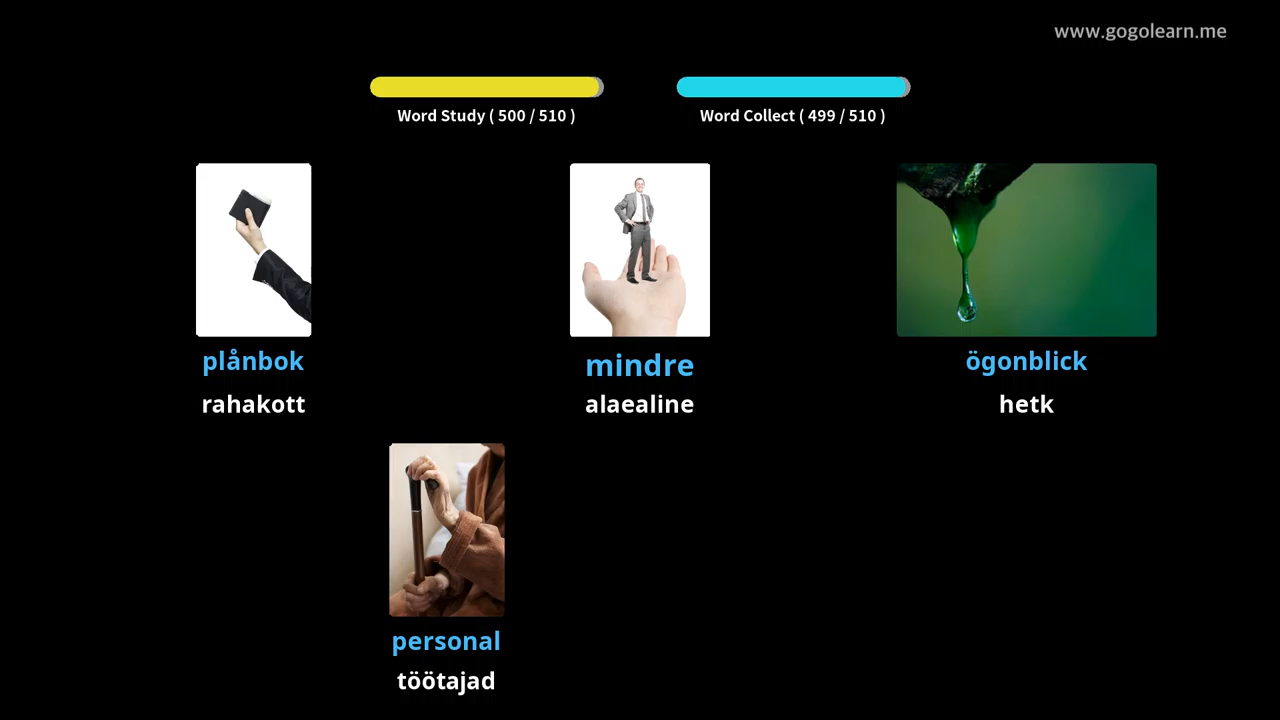 www.gogolearn.me
Word Study ( 500 / 510 )
Word Collect ( 499 / 510 )
plånbok
rahakott
mindre
alaealine
ögonblick
hetk
personal
töötajad